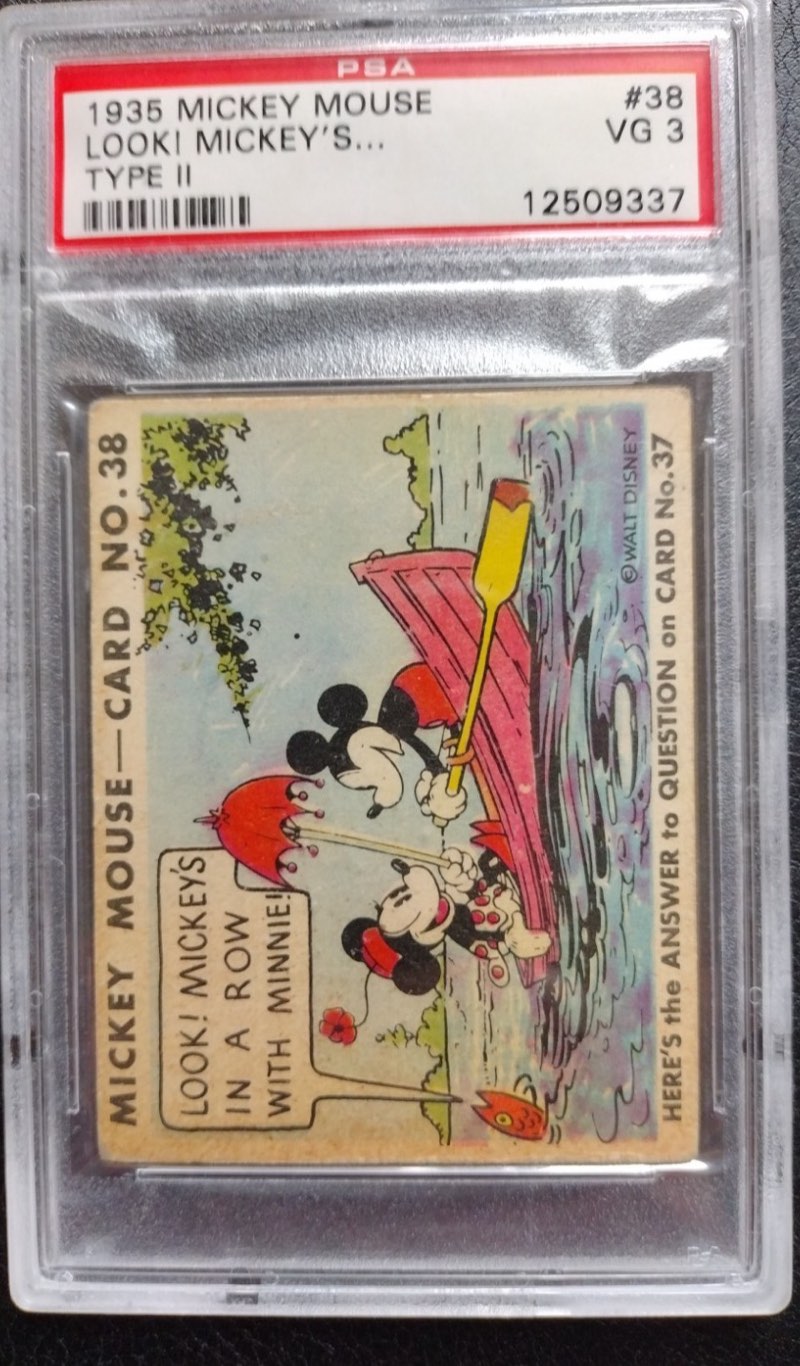 PSA
1935 MICKEY MOUSE #38
LOOK! MICKEY'S... VG 3
TYPE II
12509337
MICKEY MOUSE—CARD NO. 38
LOOK! MICKEY'S
IN A ROW
WITH MINNIE!
©WALT DISNEY
HERE'S the ANSWER to QUESTION on CARD No.37